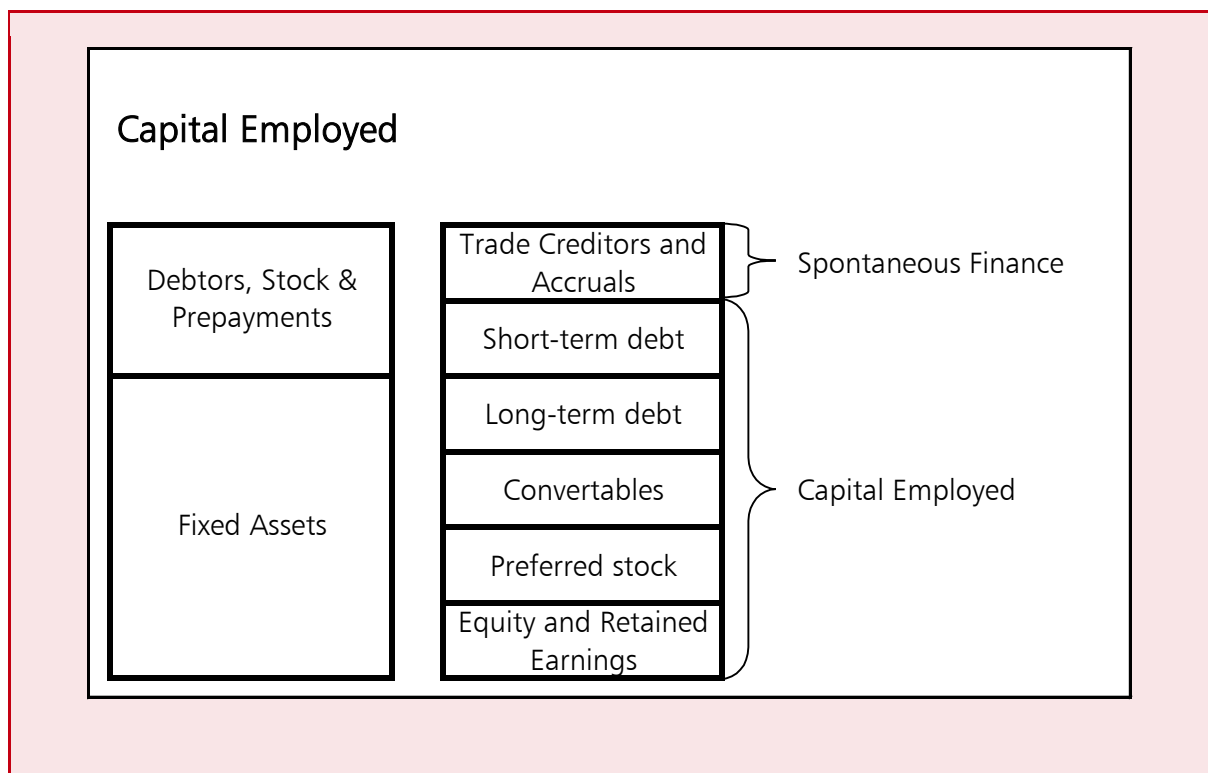 Capital Employed
Debtors, Stock &
Prepayments
Fixed Assets
Trade Creditors and
Accruals
Short-term debt
Long-term debt
Convertables
Preferred stock
Equity and Retained
Earnings
Spontaneous Finance
Capital Employed